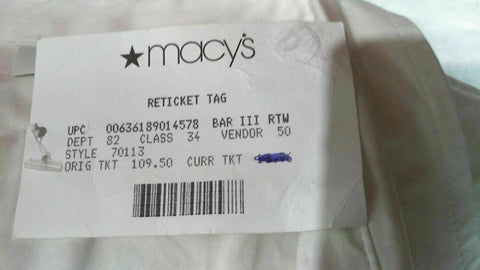 macy's
RETICKET TAG
UPC 00636189014578 BAR III RTW
DEPT 82 CLASS 34 VENDOR 50
STYLE 70113
ORIG TKT 109.50 CURR TKT